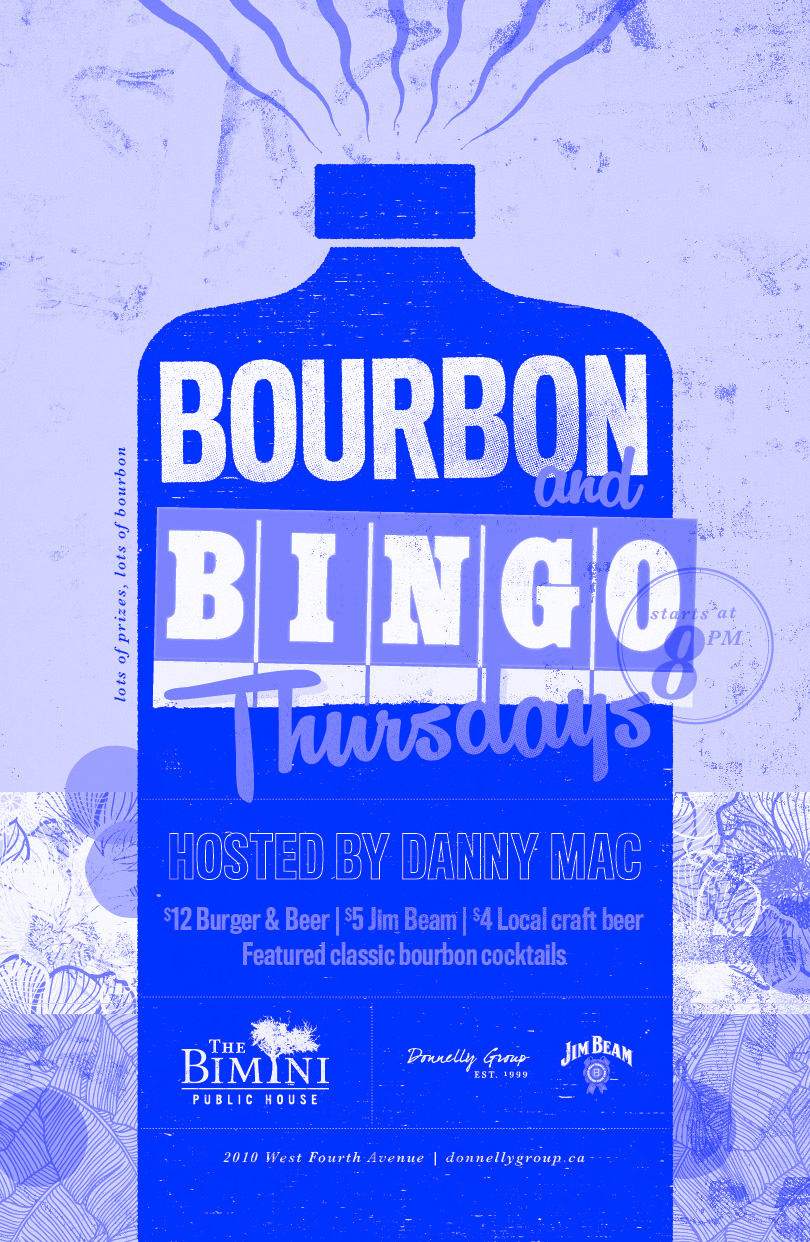 BOURBON
and
BINGO
Thursdays
starts at
8PM
lots of prizes, lots of bourbon
HOSTED BY DANNY MAC
$12 Burger & Beer | $5 Jim Beam | $4 Local craft beer
Featured classic bourbon cocktails
THE
BIMINI
PUBLIC HOUSE
Donnelly Group
EST. 1999
JIM BEAM
B
2010 West Fourth Avenue | donnellygroup.ca